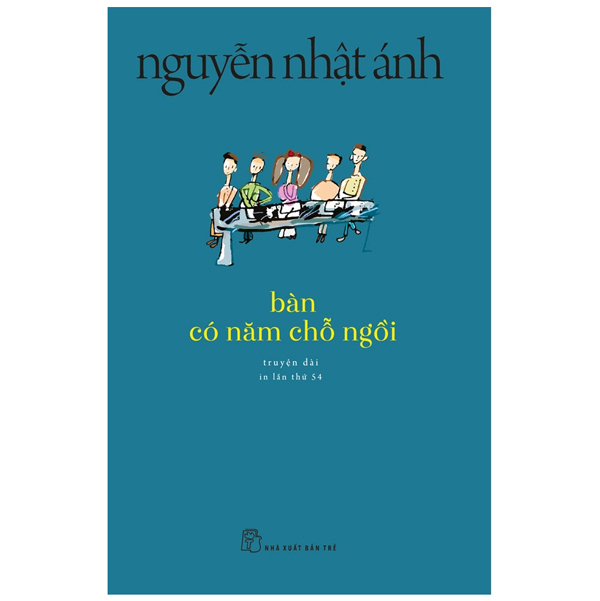 nguyễn nhật ánh
bàn
có năm chỗ ngồi
truyện dài
in lần thứ 54
NHÀ XUẤT BẢN TRẺ